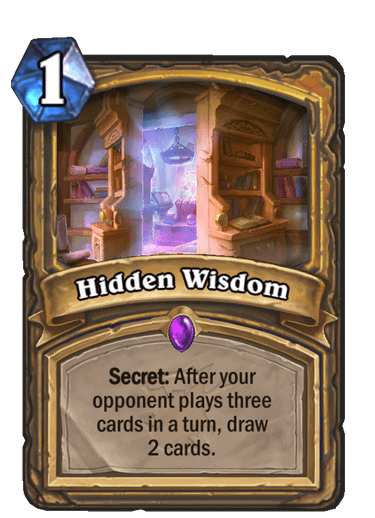 1
Hidden Wisdom
Secret: After your
opponent plays three
cards in a turn, draw
2 cards.